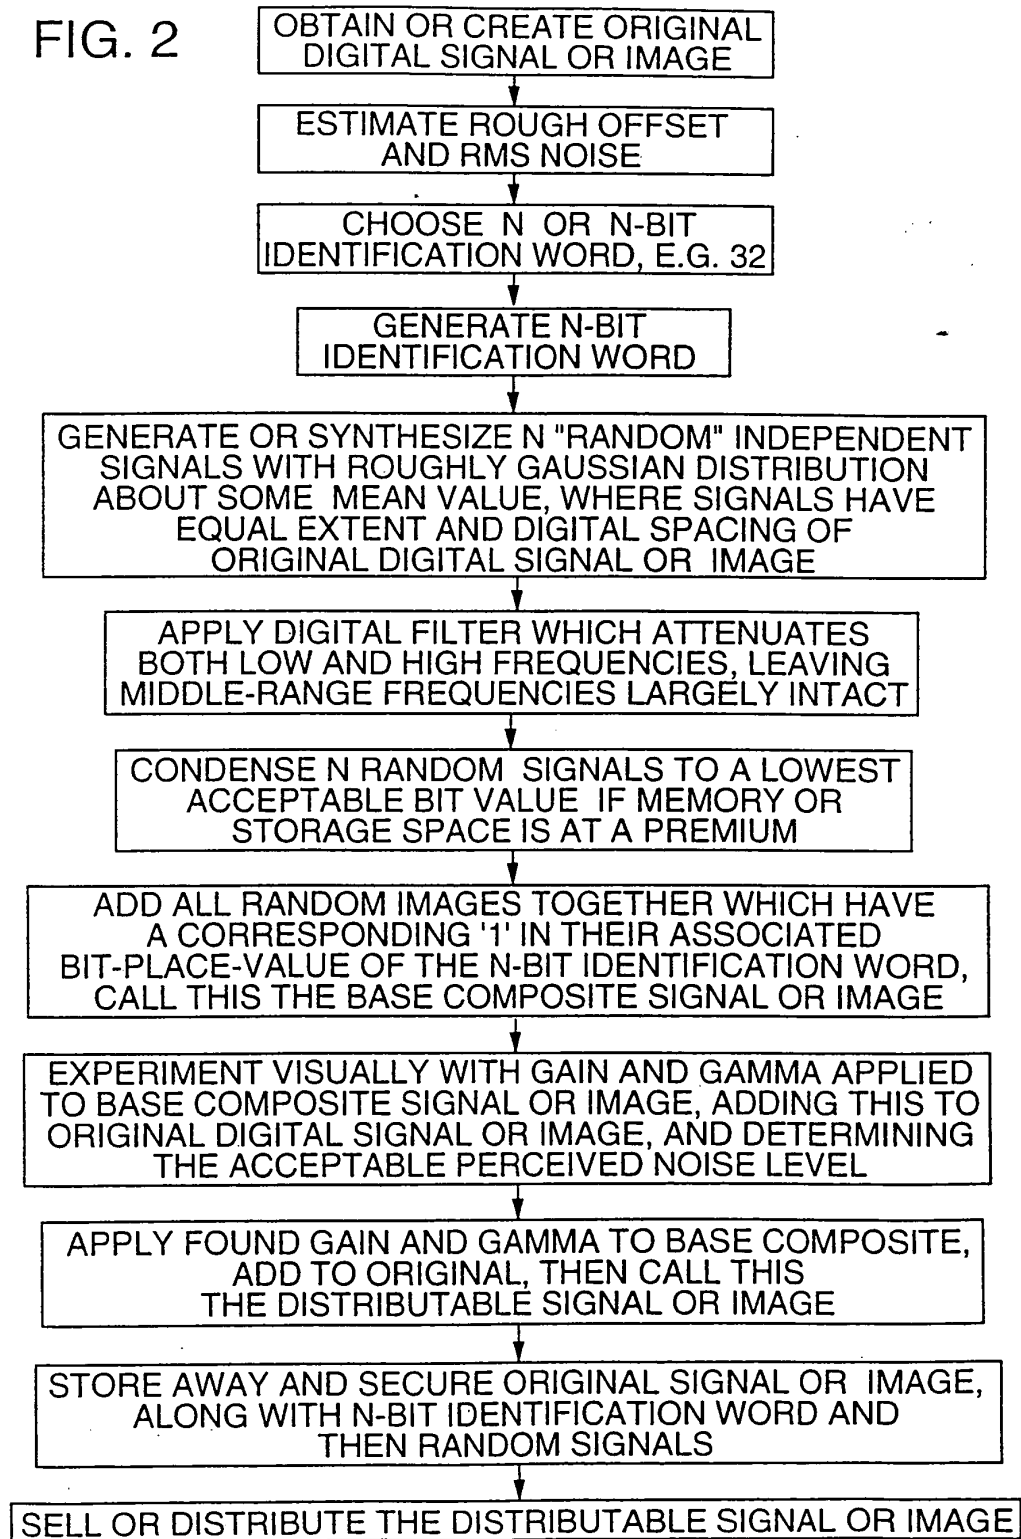 FIG. 2
OBTAIN OR CREATE ORIGINAL
DIGITAL SIGNAL OR IMAGE
ESTIMATE ROUGH OFFSET
AND RMS NOISE
CHOOSE N OR N-BIT
IDENTIFICATION WORD, E.G. 32
GENERATE N-BIT
IDENTIFICATION WORD
GENERATE OR SYNTHESIZE N "RANDOM" INDEPENDENT
SIGNALS WITH ROUGHLY GAUSSIAN DISTRIBUTION
ABOUT SOME MEAN VALUE, WHERE SIGNALS HAVE
EQUAL EXTENT AND DIGITAL SPACING OF
ORIGINAL DIGITAL SIGNAL OR IMAGE
APPLY DIGITAL FILTER WHICH ATTENUATES
BOTH LOW AND HIGH FREQUENCIES, LEAVING
MIDDLE-RANGE FREQUENCIES LARGELY INTACT
CONDENSE N RANDOM SIGNALS TO A LOWEST
ACCEPTABLE BIT VALUE IF MEMORY OR
STORAGE SPACE IS AT A PREMIUM
ADD ALL RANDOM IMAGES TOGETHER WHICH HAVE
A CORRESPONDING '1' IN THEIR ASSOCIATED
BIT-PLACE-VALUE OF THE N-BIT IDENTIFICATION WORD,
CALL THIS THE BASE COMPOSITE SIGNAL OR IMAGE
EXPERIMENT VISUALLY WITH GAIN AND GAMMA APPLIED
TO BASE COMPOSITE SIGNAL OR IMAGE, ADDING THIS TO
ORIGINAL DIGITAL SIGNAL OR IMAGE, AND DETERMINING
THE ACCEPTABLE PERCEIVED NOISE LEVEL
APPLY FOUND GAIN AND GAMMA TO BASE COMPOSITE,
ADD TO ORIGINAL, THEN CALL THIS
THE DISTRIBUTABLE SIGNAL OR IMAGE
STORE AWAY AND SECURE ORIGINAL SIGNAL OR IMAGE,
ALONG WITH N-BIT IDENTIFICATION WORD AND
THEN RANDOM SIGNALS
SELL OR DISTRIBUTE THE DISTRIBUTABLE SIGNAL OR IMAGE